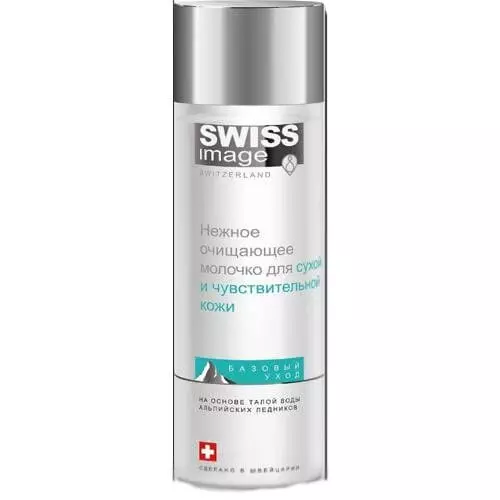 SWISS
image
SWITZERLAND
Нежное
очищающее
молочко для сухой
и чувствительной
кожи
БАЗОВЫЙ
УХОД
НА ОСНОВЕ ТАЛОЙ ВОДЫ
АЛЬПИЙСКИХ ЛЕДНИКОВ
СДЕЛАНО В ШВЕЙЦАРИИ